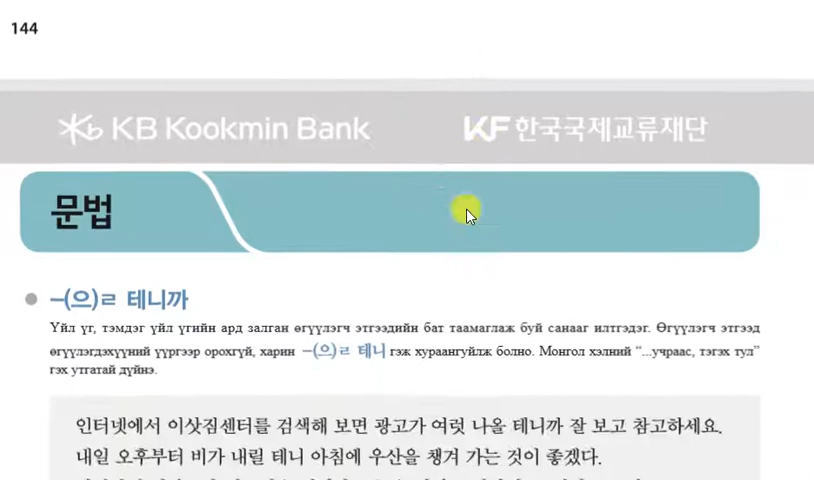 144
KB Kookmin Bank KF 한국국제교류재단
문법
-(으)ㄹ 테니까
Үйл үг, тэмдэг үйл үгийн ард залган өгүүлэгч этгээдийн бат таамаглаж буй санааг илтгэдэг. Өгүүлэгч этгээд
өгүүлэгдэхүүний үүргээр орохгүй, харин -(으)ㄹ 테니 гэж хураангуйлж болно. Монгол хэлний “...учраас, тэгэх тул”
гэх утгатай дүйнэ.
인터넷에서 이삿짐센터를 검색해 보면 광고가 여럿 나올 테니까 잘 보고 참고하세요.
내일 오후부터 비가 내릴 테니 아침에 우산을 챙겨 가는 것이 좋겠다.